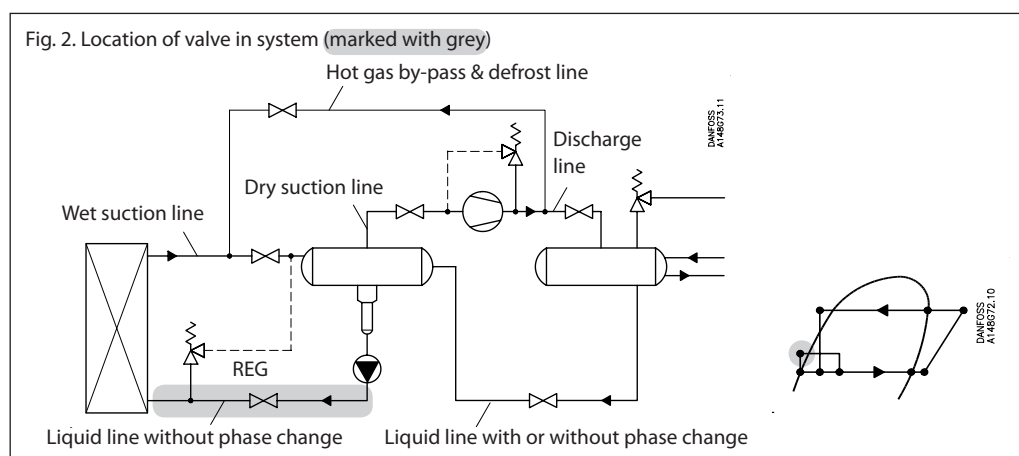 Fig. 2. Location of valve in system (marked with grey)
Hot gas by-pass & defrost line
DANFOSS
A148G73.11
Discharge
line
Dry suction line
Wet suction line
REG
DANFOSS
A148G72.10
Liquid line without phase change
Liquid line with or without phase change